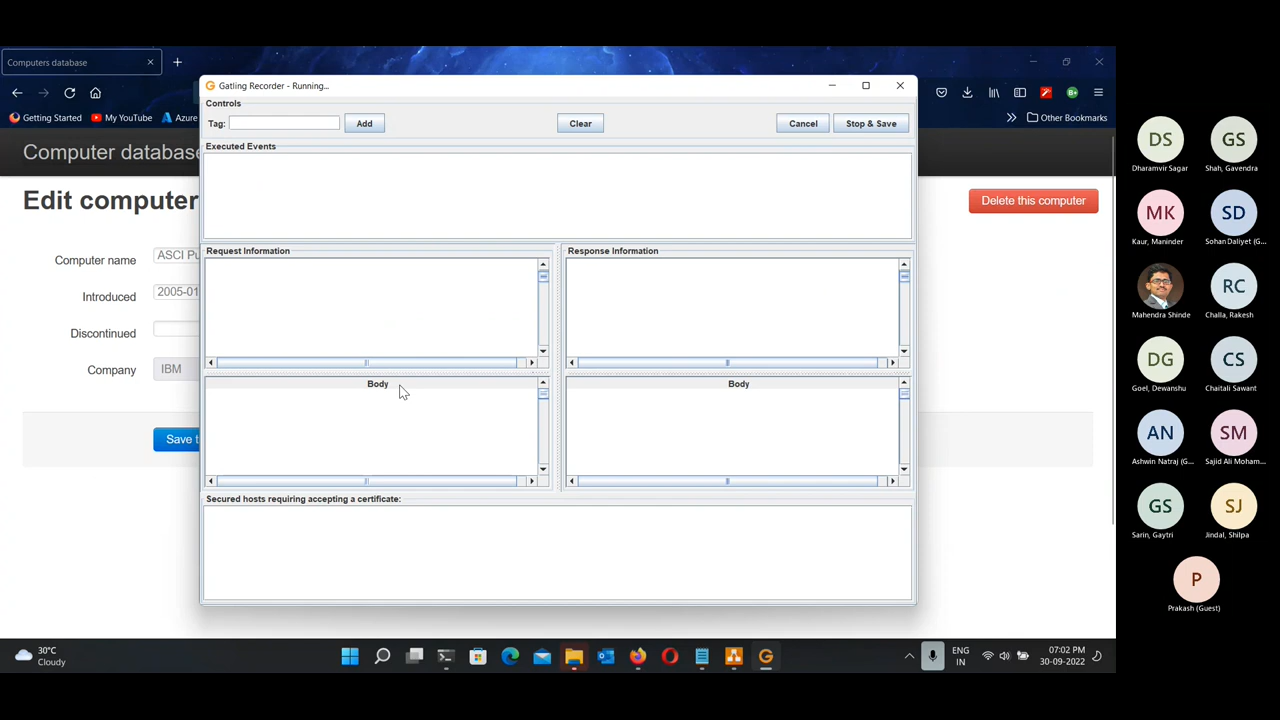 Computers database
Gatling Recorder - Running...
Controls
Tag:
Add
Clear
Cancel
Stop & Save
Getting Started
My YouTube
Azure
Other Bookmarks
Executed Events
Computer database
Edit computer
Delete this computer
Computer name
ASCI Pu
Introduced
2005-01
Discontinued
Company
IBM
Save t
Request Information
Response Information
Body
Body
Secured hosts requiring accepting a certificate:
DS
Dharamvir Sagar
GS
Shah, Gavendra
MK
Kaur, Maninder
SD
Sohan Daliyet (G...
Mahendra Shinde
RC
Challa, Rakesh
DG
Goel, Dewanshu
CS
Chaitali Sawant
AN
Ashwin Natraj (G...
SM
Sajid Ali Moham...
GS
Sarin, Gaytri
SJ
Jindal, Shilpa
P
Prakash (Guest)
30°C
Cloudy
ENG
IN
07:02 PM
30-09-2022